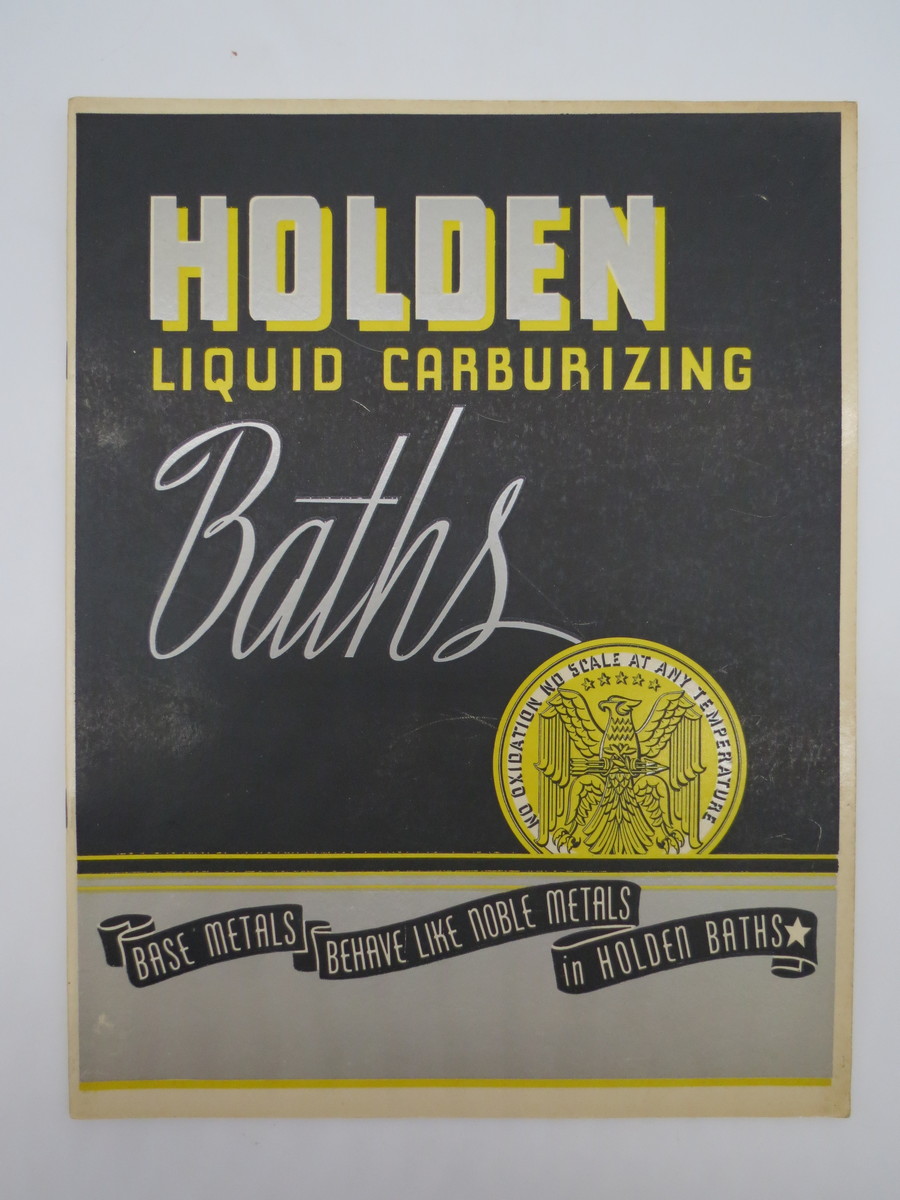 HOLDEN
LIQUID CARBURIZING
Baths
NO OXIDATION NO SCALE AT ANY TEMPERATURE
BASE METALS BEHAVE LIKE NOBLE METALS in HOLDEN BATHS